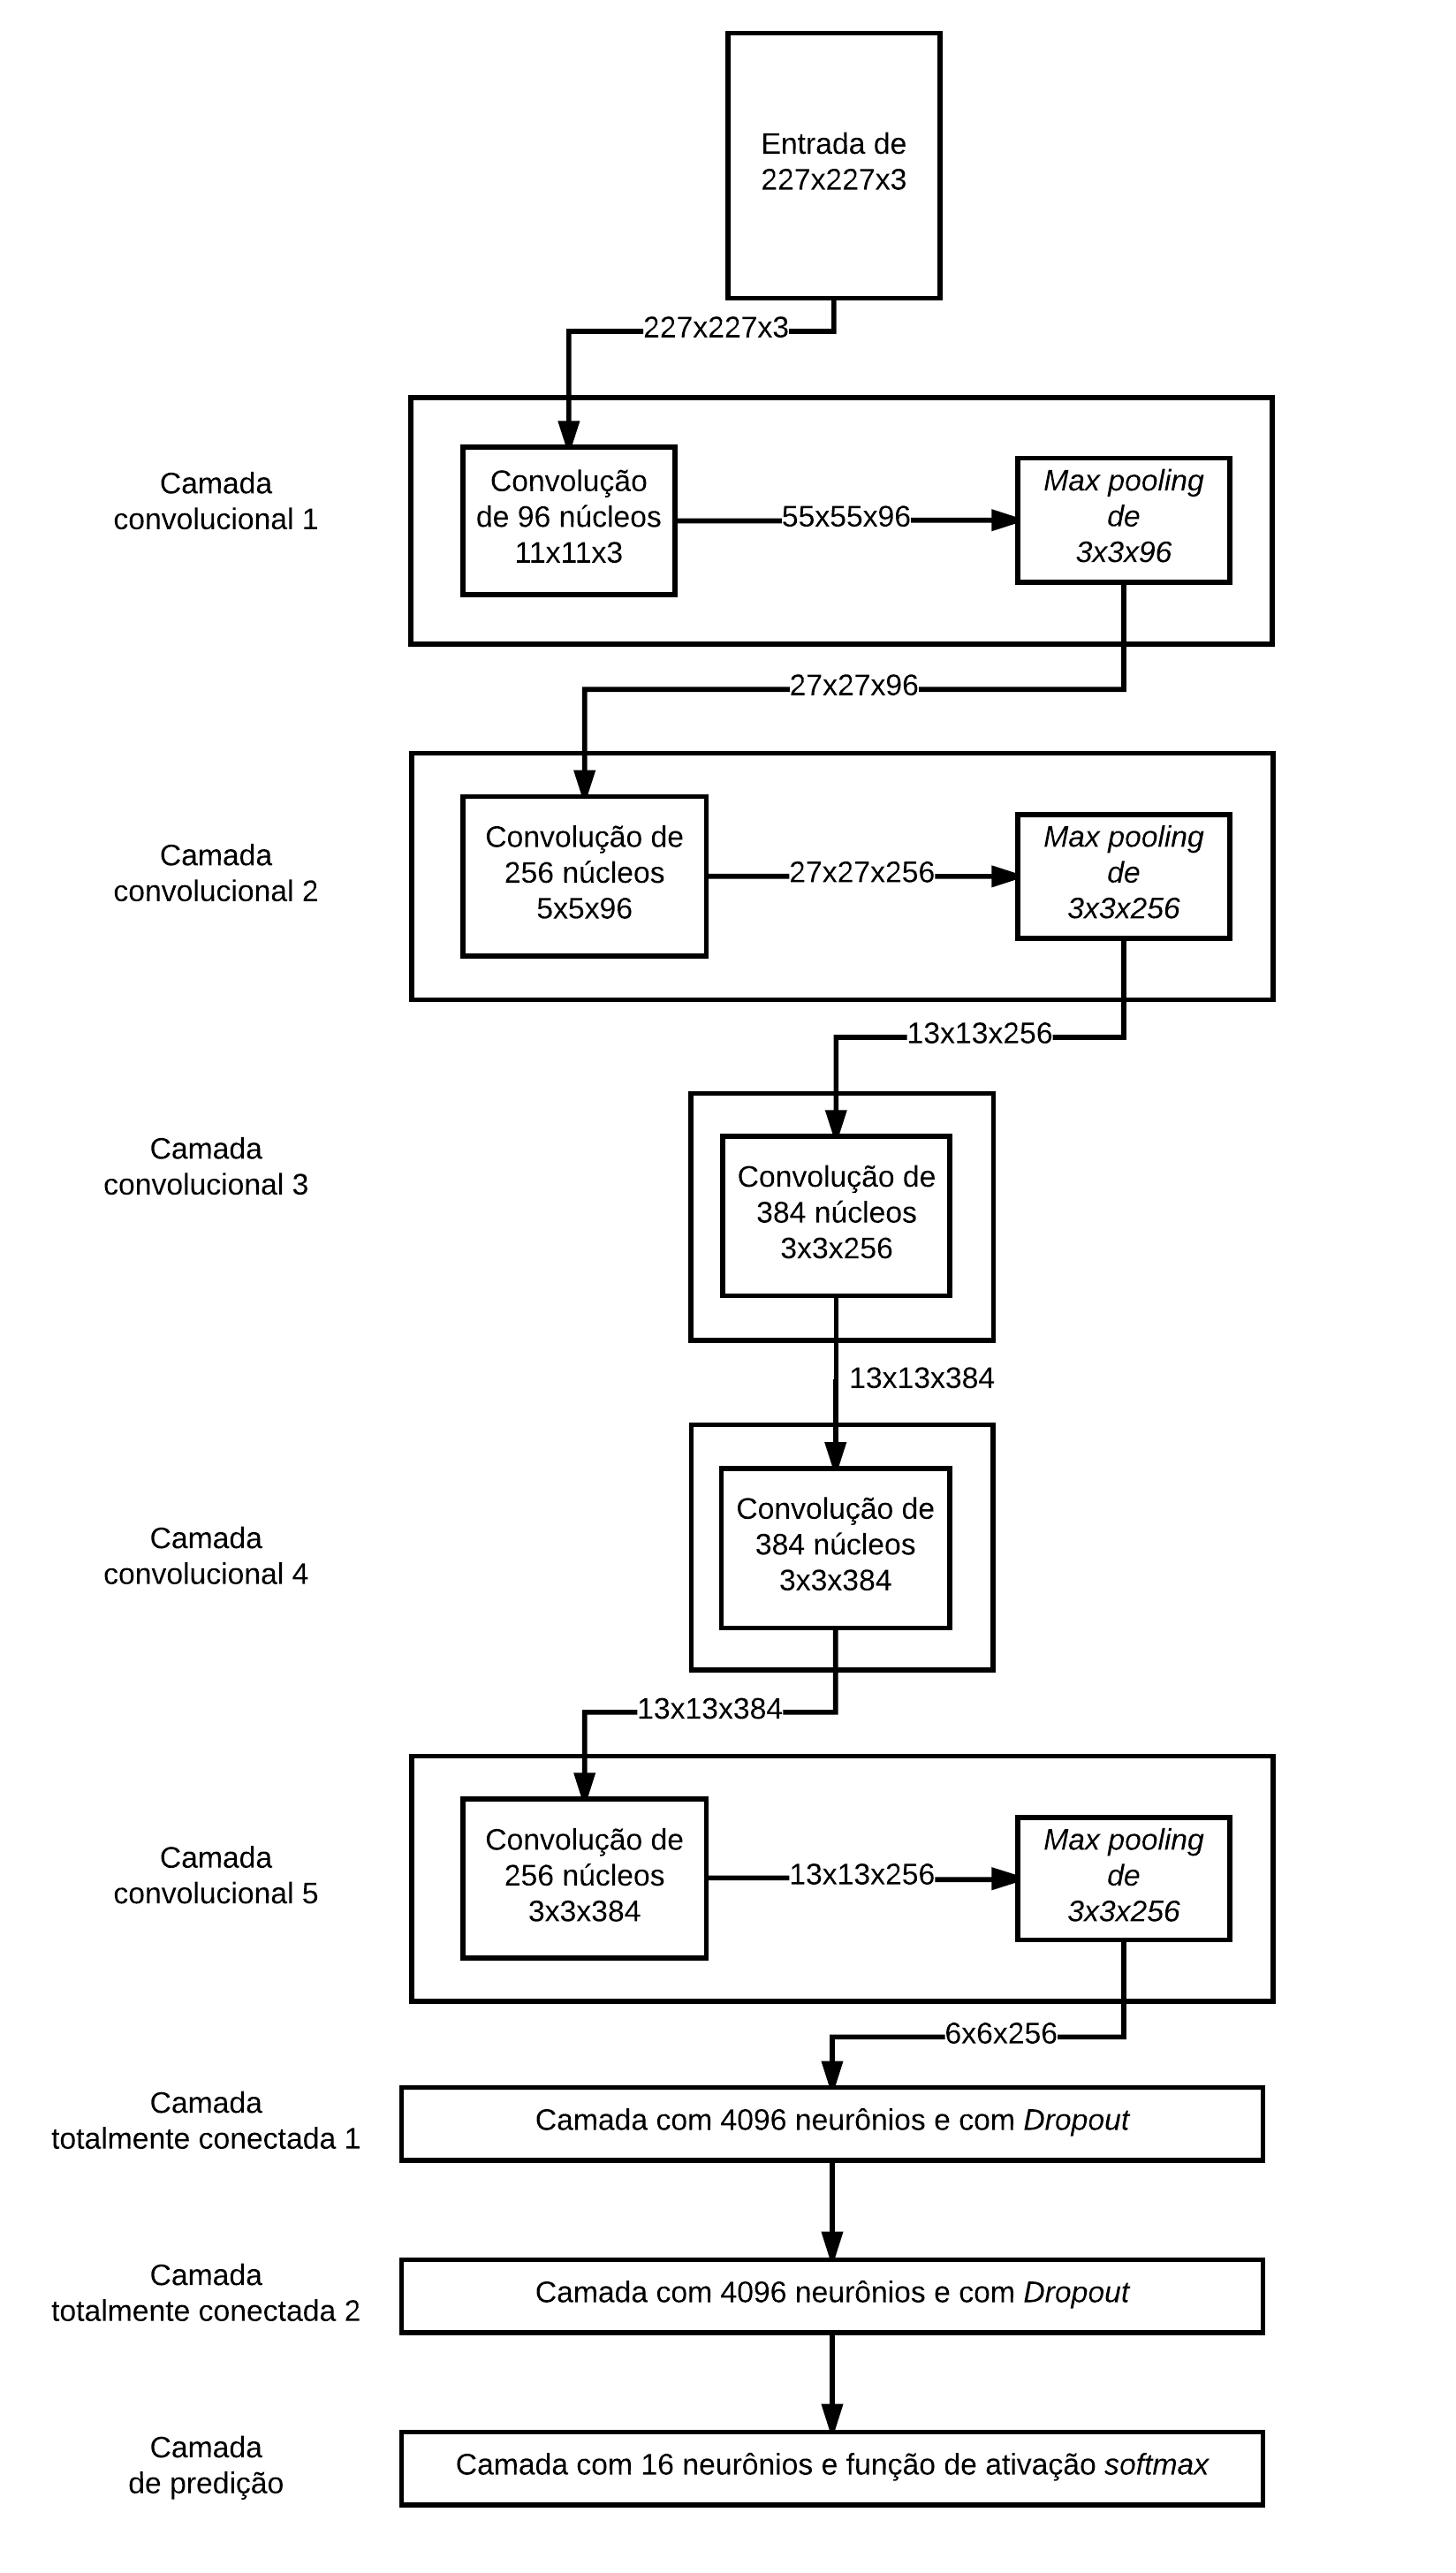 Entrada de
227x227x3
227x227x3
Camada
convolucional 1
Convolução
de 96 núcleos
11x11x3
55x55x96
Max pooling
de
3x3x96
27x27x96
Camada
convolucional 2
Convolução de
256 núcleos
5x5x96
27x27x256
Max pooling
de
3x3x256
13x13x256
Camada
convolucional 3
Convolução de
384 núcleos
3x3x256
13x13x384
Camada
convolucional 4
Convolução de
384 núcleos
3x3x384
13x13x384
Camada
convolucional 5
Convolução de
256 núcleos
3x3x384
13x13x256
Max pooling
de
3x3x256
6x6x256
Camada
totalmente conectada 1
Camada com 4096 neurônios e com Dropout
Camada
totalmente conectada 2
Camada com 4096 neurônios e com Dropout
Camada
de predição
Camada com 16 neurônios e função de ativação softmax